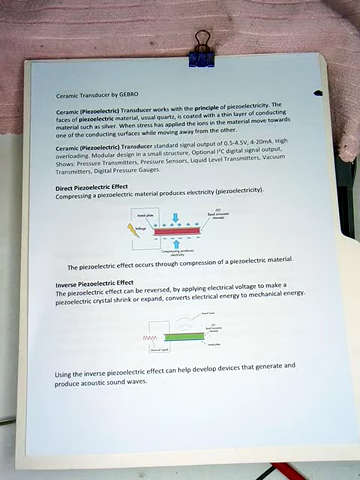 Ceramic Transducer by GEBRO
Ceramic (Piezoelectric) Transducer works with the principle of piezoelectricity. The
faces of piezoelectric material, usual quartz, is coated with a thin layer of conducting
material such as silver. When stress has applied the ions in the material move towards
one of the conducting surfaces while moving away from the other.
Ceramic (Piezoelectric) Transducer standard signal output of 0.5-4.5V, 4-20mA, High
overloading. Modular design in a small structure, Optional I²C digital signal output,
Shows: Pressure Transmitters, Pressure Sensors, Liquid Level Transmitters, Vacuum
Transmitters, Digital Pressure Gauges.
Direct Piezoelectric Effect
Compressing a piezoelectric material produces electricity (piezoelectricity).
metal plate
Voltage
Compressing produces
electricity
The piezoelectric effect occurs through compression of a piezoelectric material.
Inverse Piezoelectric Effect
The piezoelectric effect can be reversed, by applying electrical voltage to make a
piezoelectric crystal shrink or expand, converts electrical energy to mechanical energy.
Using the inverse piezoelectric effect can help develop devices that generate and
produce acoustic sound waves.